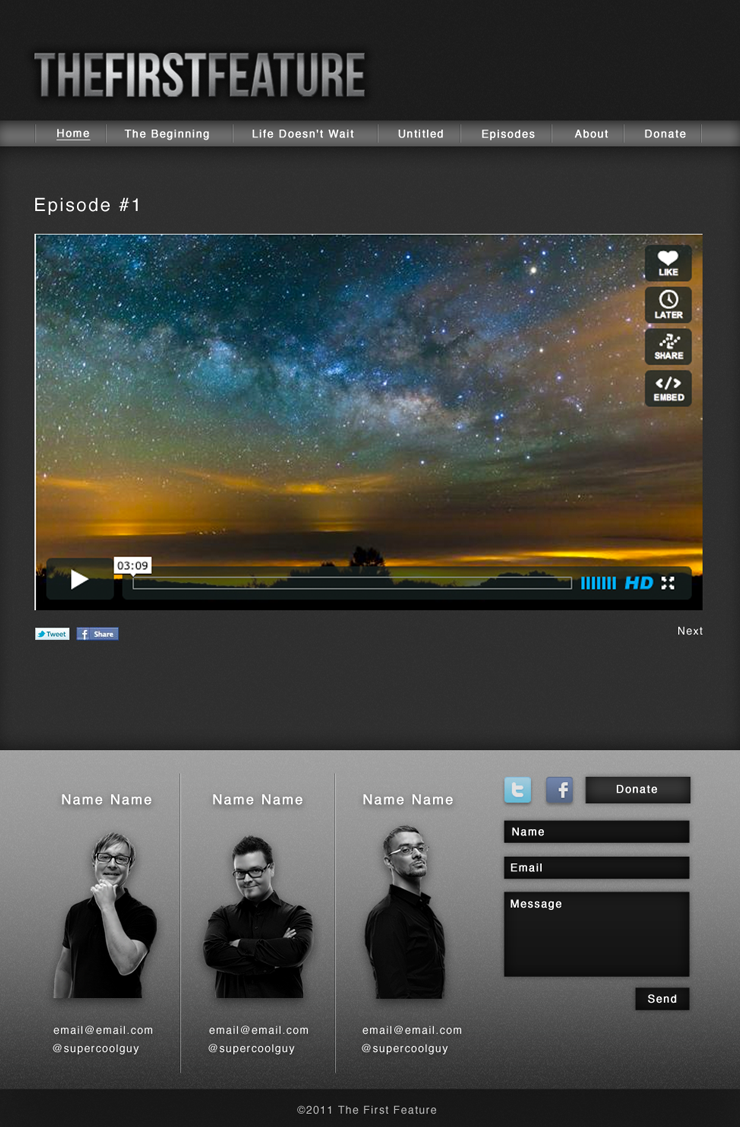 THEFIRSTFEATURE
Home The Beginning Life Doesn't Wait Untitled Episodes About Donate
Episode #1
LIKE
LATER
SHARE
EMBED
03:09
HD
Tweet Share
Next
Name Name
Name Name
Name Name
email@email.com
@supercoolguy
email@email.com
@supercoolguy
email@email.com
@supercoolguy
Donate
Name
Email
Message
Send
©2011 The First Feature